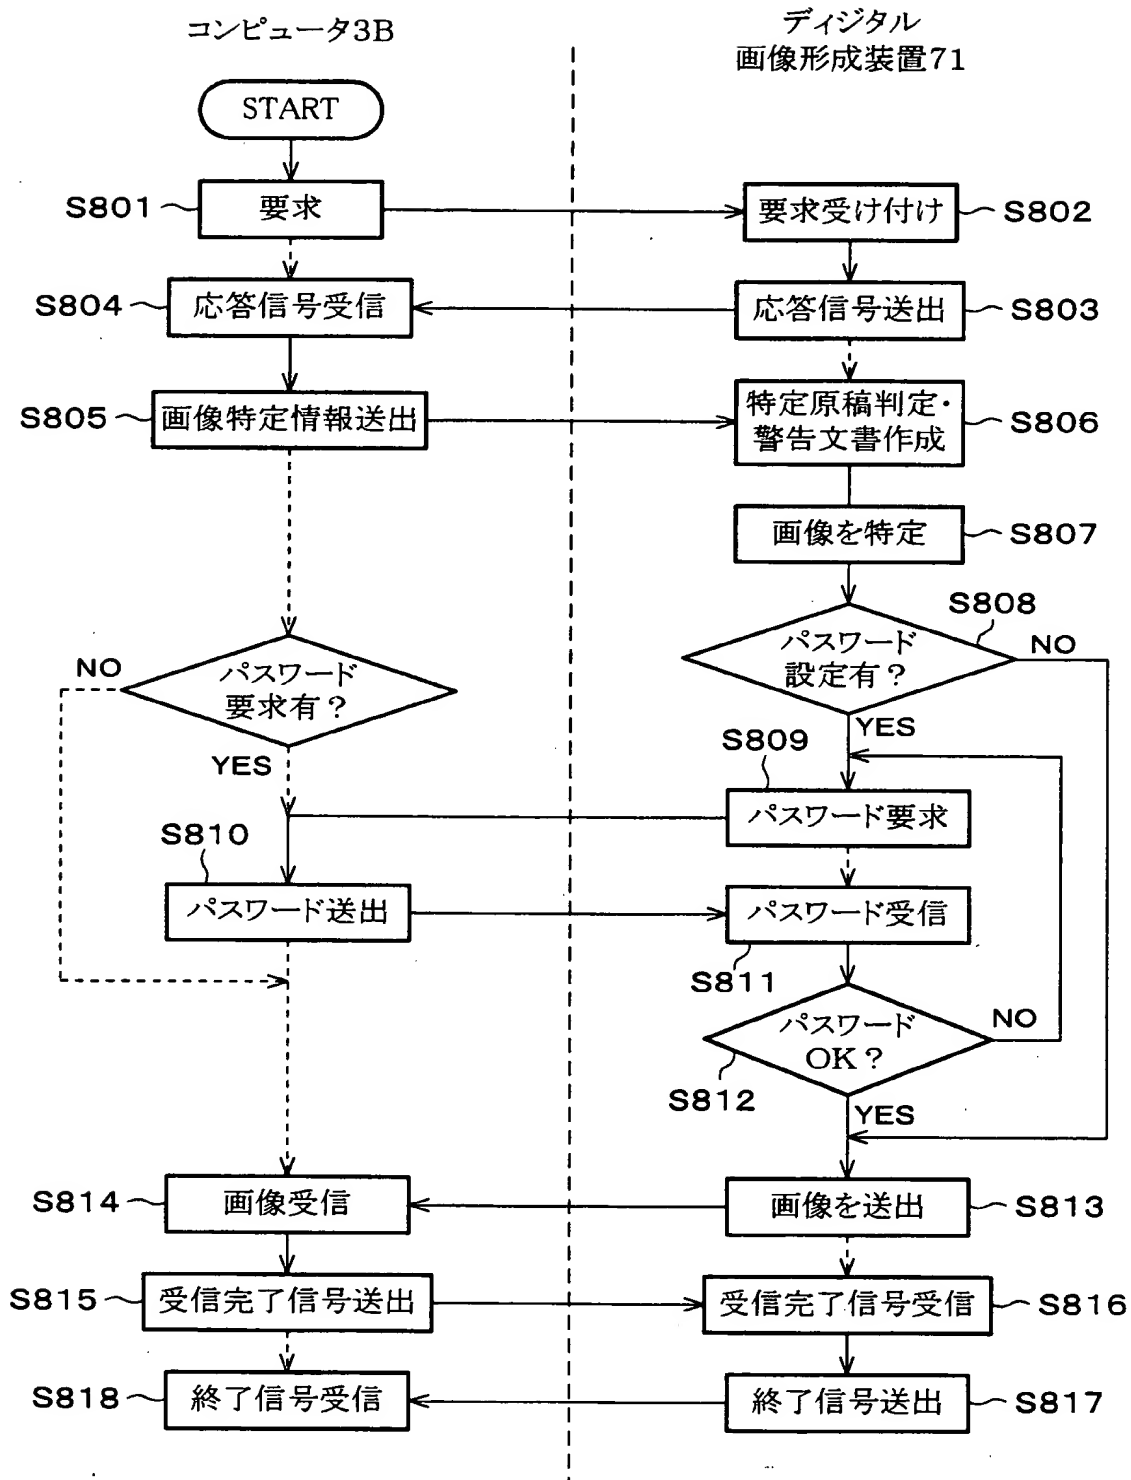 コンピュータ3B
ディジタル
画像形成装置71
START
S801
要求
要求受け付け
S802
S804
応答信号受信
応答信号送出
S803
S805
画像特定情報送出
特定原稿判定・
警告文書作成
S806
画像を特定
S807
S808
パスワード
設定有？
NO
NO
パスワード
要求有？
YES
YES
S809
パスワード要求
S810
パスワード送出
パスワード受信
S811
パスワード
OK？
NO
S812
YES
S814
画像受信
画像を送出
S813
S815
受信完了信号送出
受信完了信号受信
S816
S818
終了信号受信
終了信号送出
S817